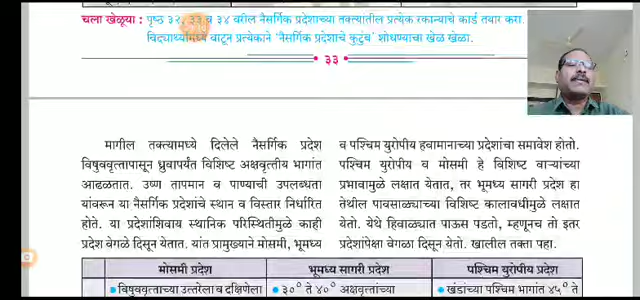 चला खेळूया : पृष्ठ ३२, ३३ व ३४ वरील नैसर्गिक प्रदेशाच्या तक्त्यातील प्रत्येक रकान्याचे कार्ड तयार करा.
विद्यार्थ्यांमध्ये वाटून प्रत्येकाने ‘नैसर्गिक प्रदेशाचे कुटुंब’ शोधण्याचा खेळ खेळा.
३३
मागील तक्त्यामध्ये दिलेले नैसर्गिक प्रदेश
विषुववृत्तापासून ध्रुवापर्यंत विशिष्ट अक्षवृत्तीय भागांत
आढळतात. उष्ण तापमान व पाण्याची उपलब्धता
यांवरून या नैसर्गिक प्रदेशांचे स्थान व विस्तार निर्धारित
होते. या प्रदेशांशिवाय स्थानिक परिस्थितीमुळे काही
प्रदेश वेगळे दिसून येतात. यांत प्रामुख्याने मोसमी, भूमध्य
व पश्चिम युरोपीय हवामानाच्या प्रदेशांचा समावेश होतो.
पश्चिम युरोपीय व मोसमी हे विशिष्ट वाऱ्यांच्या
प्रभावामुळे लक्षात येतात, तर भूमध्य सागरी प्रदेश हा
तेथील पावसाळ्याच्या विशिष्ट कालावधीमुळे लक्षात
येतो. येथे हिवाळ्यात पाऊस पडतो, म्हणूनच तो इतर
प्रदेशांपेक्षा वेगळा दिसून येतो. खालील तक्ता पहा.
मोसमी प्रदेश
भूमध्य सागरी प्रदेश
पश्चिम युरोपीय प्रदेश
विषुववृत्ताच्या उत्तरेला व दक्षिणेला
३०° ते ४०° अक्षवृत्तांच्या
खंडांच्या पश्चिम भागांत ४५° ते